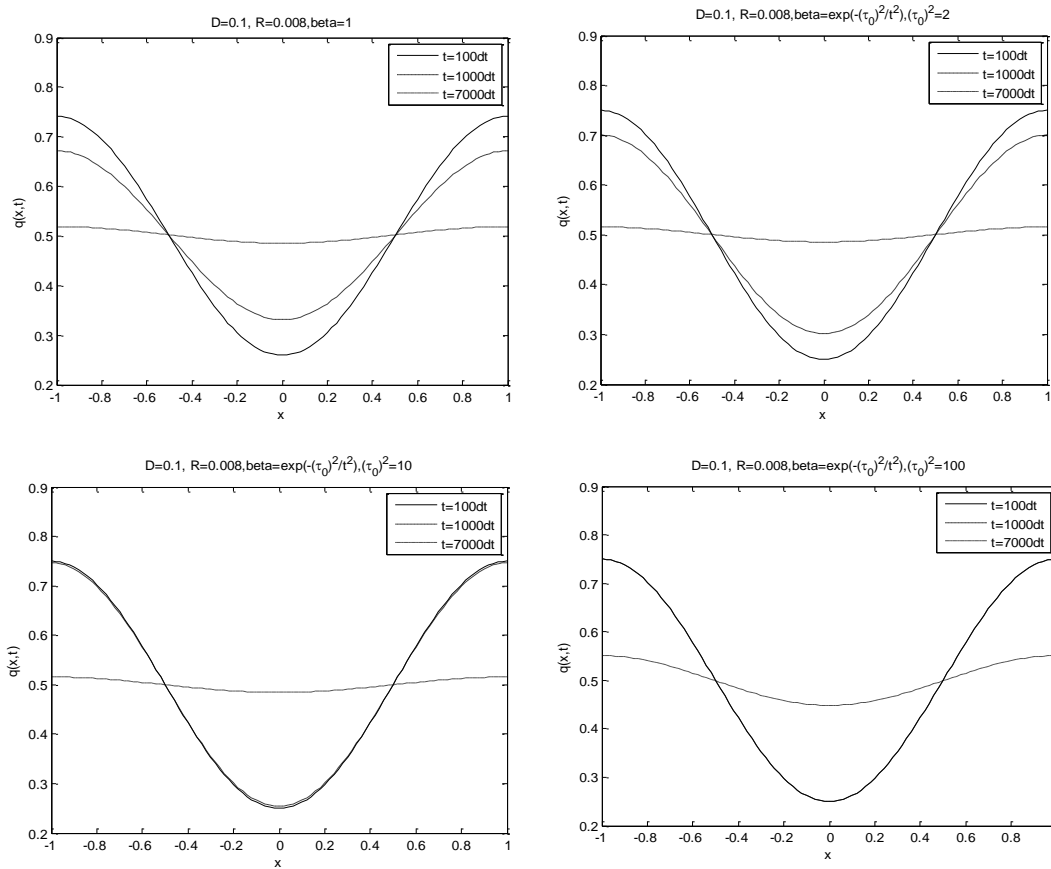 D=0.1, R=0.008,beta=1
0.9
0.8
0.7
0.6
0.5
0.4
0.3
0.2
q(x,t)
t=100dt
t=1000dt
t=7000dt
-1 -0.8 -0.6 -0.4 -0.2 0 0.2 0.4 0.6 0.8 1
x
D=0.1, R=0.008,beta=exp(-(τ₀)²/t²),(τ₀)²=2
0.9
0.8
0.7
0.6
0.5
0.4
0.3
0.2
q(x,t)
t=100dt
t=1000dt
t=7000dt
-1 -0.8 -0.6 -0.4 -0.2 0 0.2 0.4 0.6 0.8 1
x
D=0.1, R=0.008,beta=exp(-(τ₀)²/t²),(τ₀)²=10
0.9
0.8
0.7
0.6
0.5
0.4
0.3
0.2
q(x,t)
t=100dt
t=1000dt
t=7000dt
-1 -0.8 -0.6 -0.4 -0.2 0 0.2 0.4 0.6 0.8 1
x
D=0.1, R=0.008,beta=exp(-(τ₀)²/t²),(τ₀)²=100
0.9
0.8
0.7
0.6
0.5
0.4
0.3
0.2
q(x,t)
t=100dt
t=1000dt
t=7000dt
-1 -0.8 -0.6 -0.4 -0.2 0 0.2 0.4 0.6 0.8 1
x